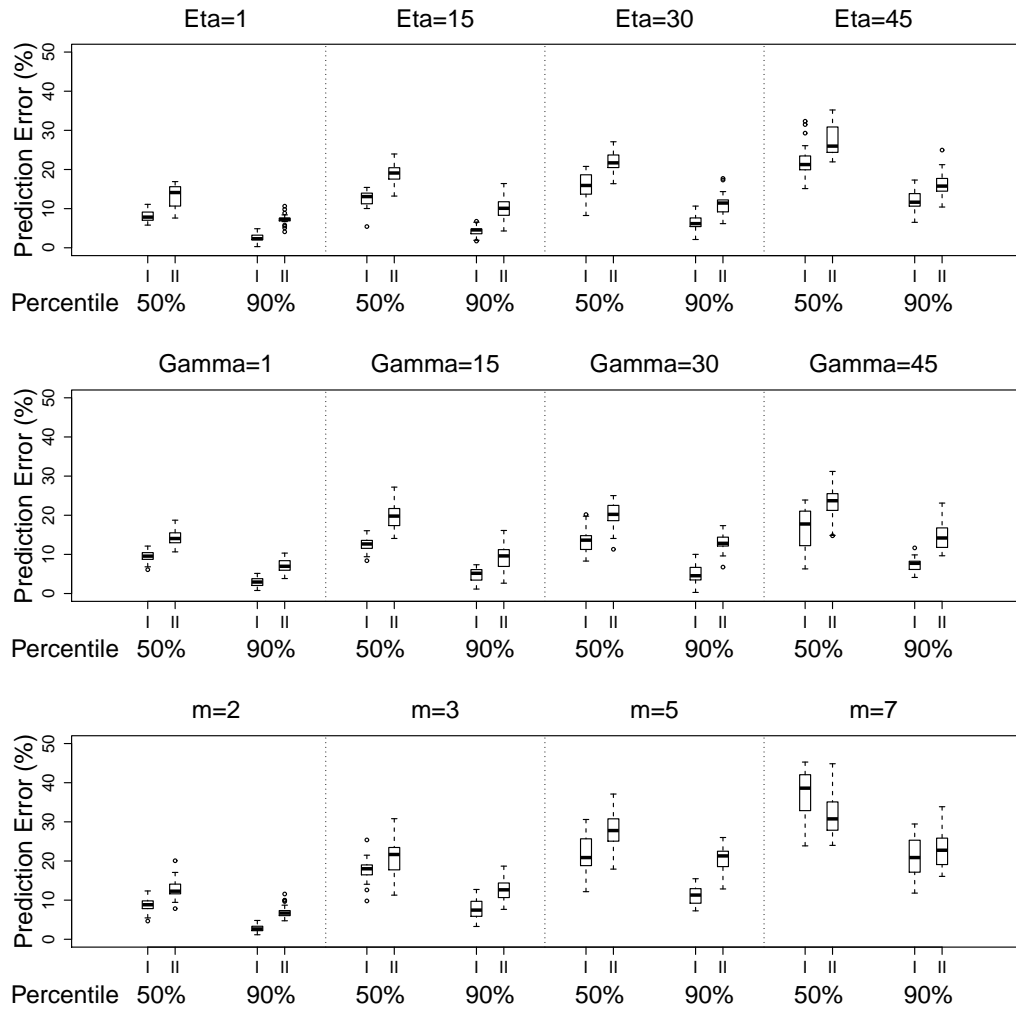 Eta=1 Eta=15 Eta=30 Eta=45
Prediction Error (%)
50
40
30
20
10
0
I II I II I II I II I II I II I II I II
Percentile 50% 90% 50% 90% 50% 90% 50% 90%
Gamma=1 Gamma=15 Gamma=30 Gamma=45
Prediction Error (%)
50
40
30
20
10
0
I II I II I II I II I II I II I II I II
Percentile 50% 90% 50% 90% 50% 90% 50% 90%
m=2 m=3 m=5 m=7
Prediction Error (%)
50
40
30
20
10
0
I II I II I II I II I II I II I II I II
Percentile 50% 90% 50% 90% 50% 90% 50% 90%